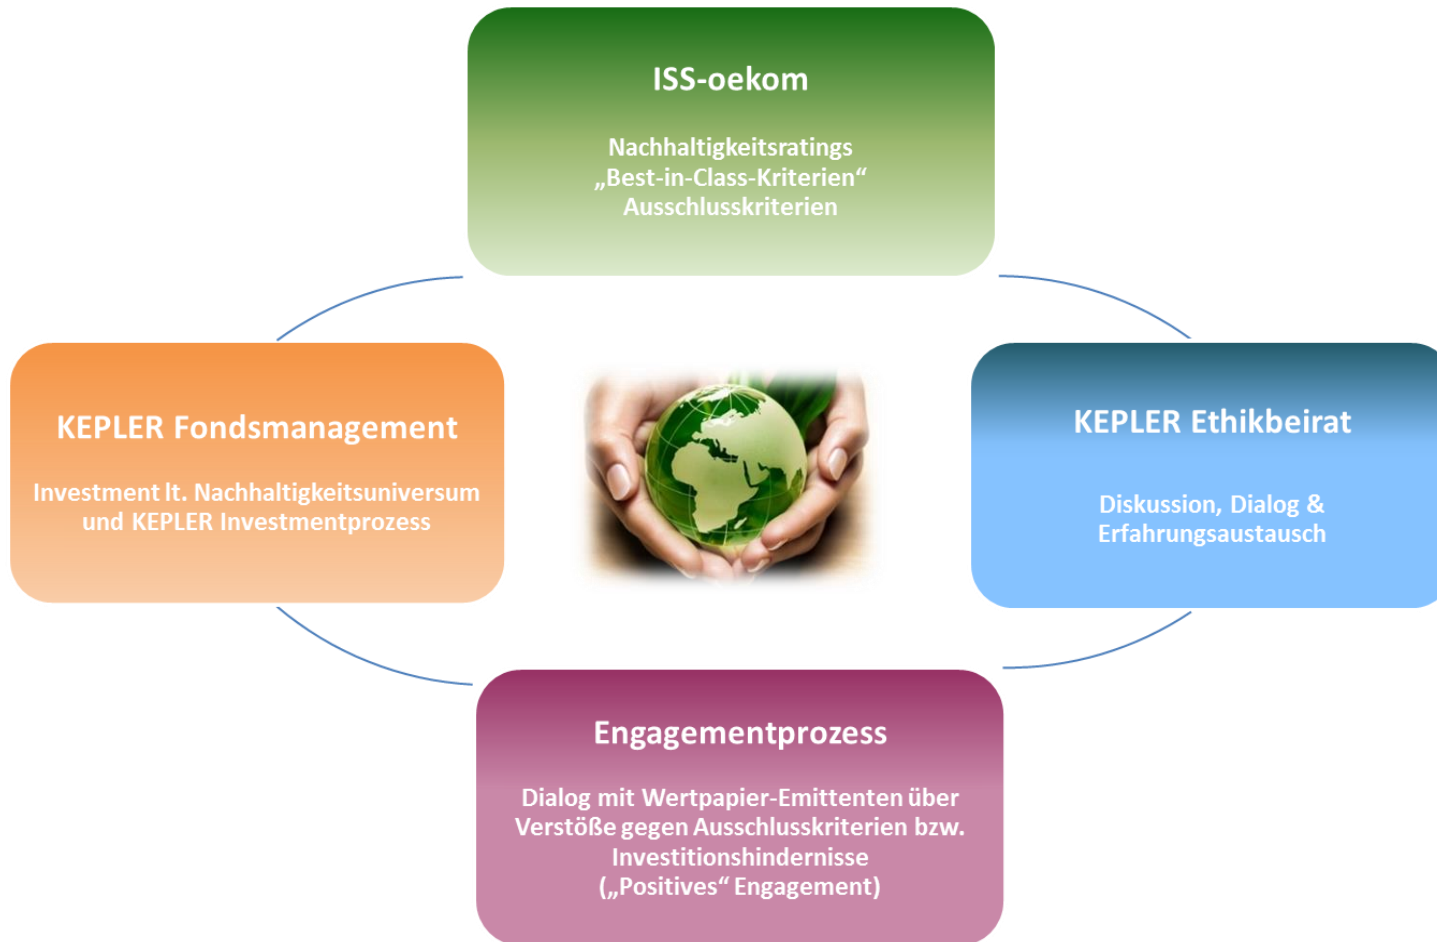 ISS-oekom
Nachhaltigkeitsratings
„Best-in-Class-Kriterien“
Ausschlusskriterien
KEPLER Fondsmanagement
Investment lt. Nachhaltigkeitsuniversum
und KEPLER Investmentprozess
KEPLER Ethikbeirat
Diskussion, Dialog &
Erfahrungsaustausch
Engagementprozess
Dialog mit Wertpapier-Emittenten über
Verstöße gegen Ausschlusskriterien bzw.
Investitionshindernisse
(„Positives“ Engagement)